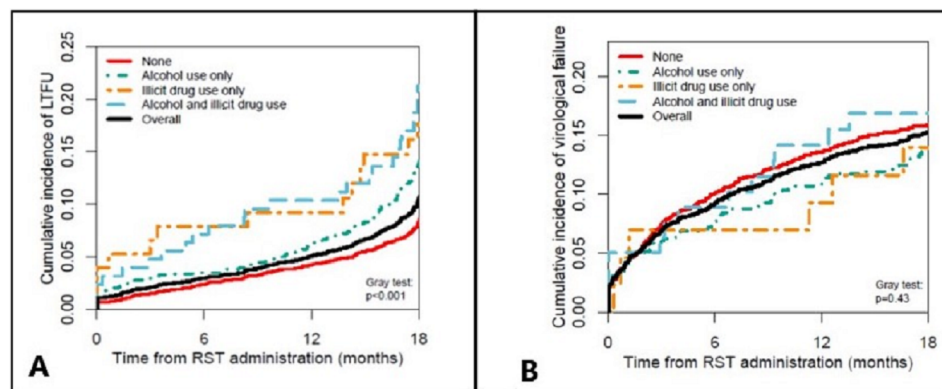 Cumulative incidence of LTFU
0.00 0.05 0.10 0.15 0.20 0.25
None
Alcohol use only
Illicit drug use only
Alcohol and illicit drug use
Overall
Gray test:
p<0.001
0 6 12 18
Time from RST administration (months)
A
Cumulative incidence of virological failure
0.00 0.05 0.10 0.15 0.20
None
Alcohol use only
Illicit drug use only
Alcohol and illicit drug use
Overall
Gray test:
p=0.43
0 6 12 18
Time from RST administration (months)
B